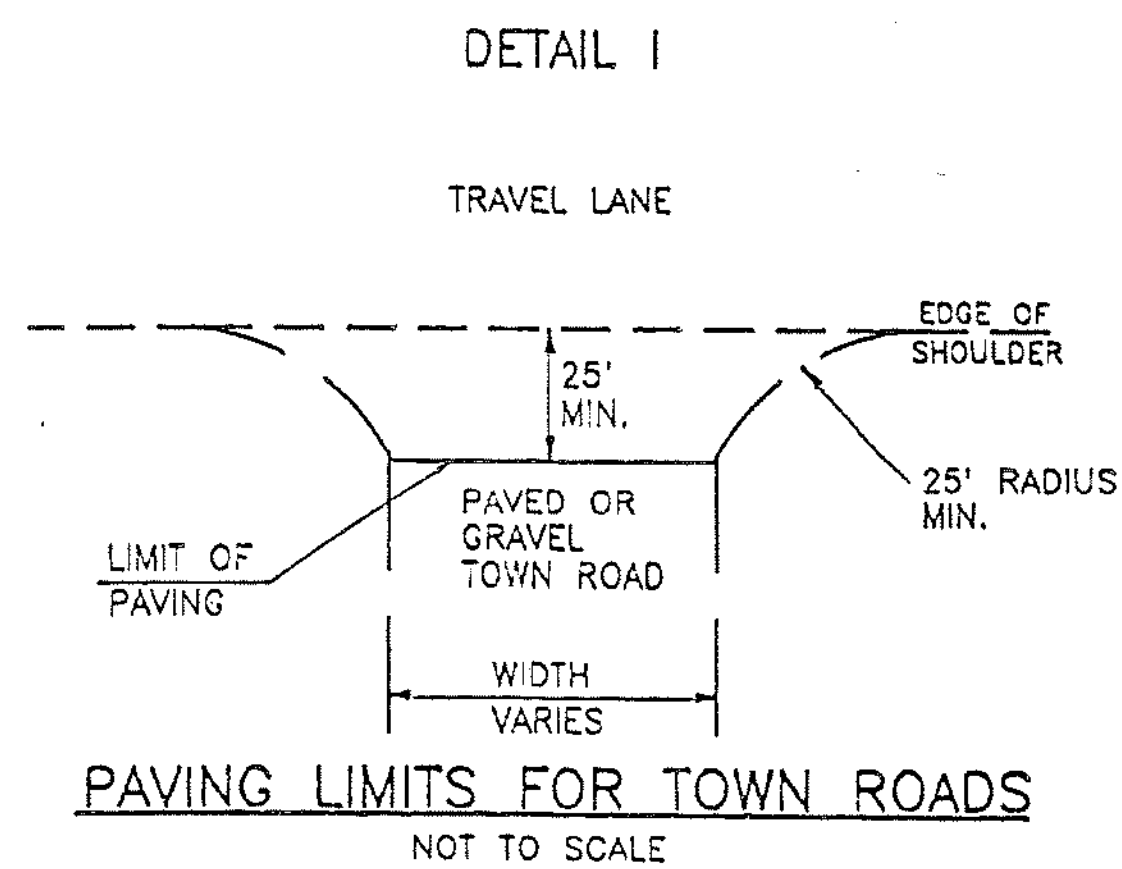 DETAIL 1
TRAVEL LANE
EDGE OF
SHOULDER
25'
MIN.
25' RADIUS
MIN.
PAVED OR
GRAVEL
TOWN ROAD
LIMIT OF
PAVING
WIDTH
VARIES
PAVING LIMITS FOR TOWN ROADS
NOT TO SCALE